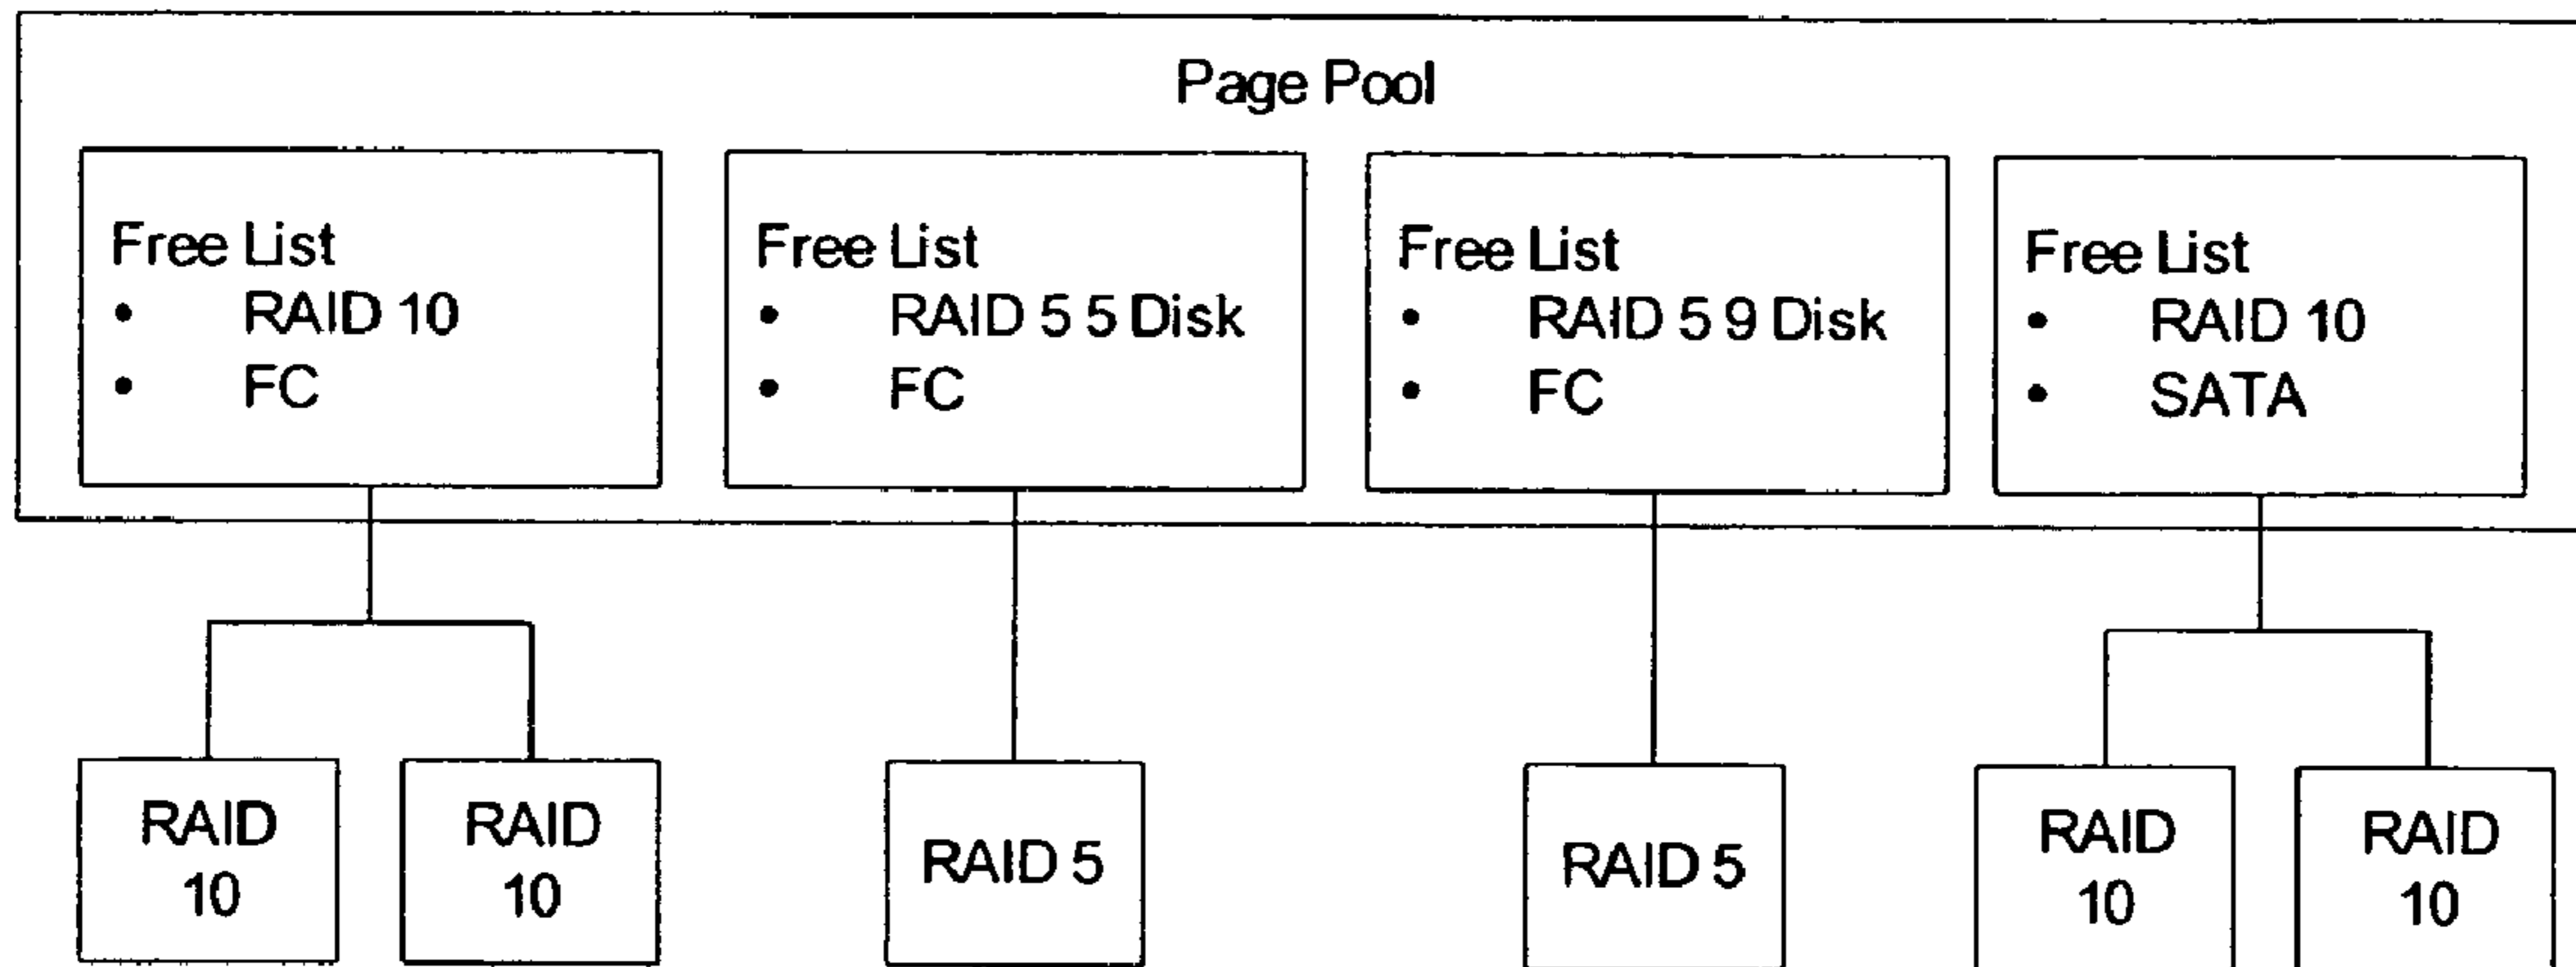 Page Pool
Free List
• RAID 10
• FC
Free List
• RAID 5 5 Disk
• FC
Free List
• RAID 5 9 Disk
• FC
Free List
• RAID 10
• SATA
RAID
10
RAID
10
RAID 5
RAID 5
RAID
10
RAID
10